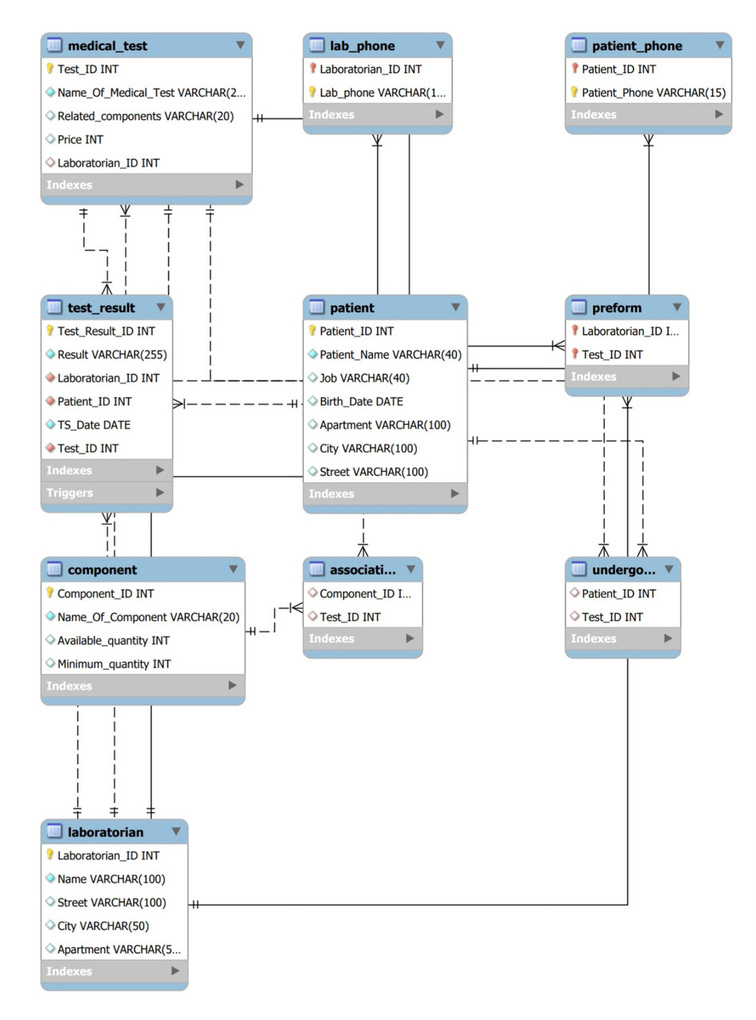 medical_test
Test_ID INT
Name_Of_Medical_Test VARCHAR(2...
Related_components VARCHAR(20)
Price INT
Laboratorian_ID INT
Indexes
lab_phone
Laboratorian_ID INT
Lab_phone VARCHAR(1...
Indexes
patient_phone
Patient_ID INT
Patient_Phone VARCHAR(15)
Indexes
test_result
Test_Result_ID INT
Result VARCHAR(255)
Laboratorian_ID INT
Patient_ID INT
TS_Date DATE
Test_ID INT
Indexes
Triggers
patient
Patient_ID INT
Patient_Name VARCHAR(40)
Job VARCHAR(40)
Birth_Date DATE
Apartment VARCHAR(100)
City VARCHAR(100)
Street VARCHAR(100)
Indexes
preform
Laboratorian_ID I...
Test_ID INT
Indexes
component
Component_ID INT
Name_Of_Component VARCHAR(20)
Available_quantity INT
Minimum_quantity INT
Indexes
associati...
Component_ID I...
Test_ID INT
Indexes
undergo...
Patient_ID INT
Test_ID INT
Indexes
laboratorian
Laboratorian_ID INT
Name VARCHAR(100)
Street VARCHAR(100)
City VARCHAR(50)
Apartment VARCHAR(5...
Indexes